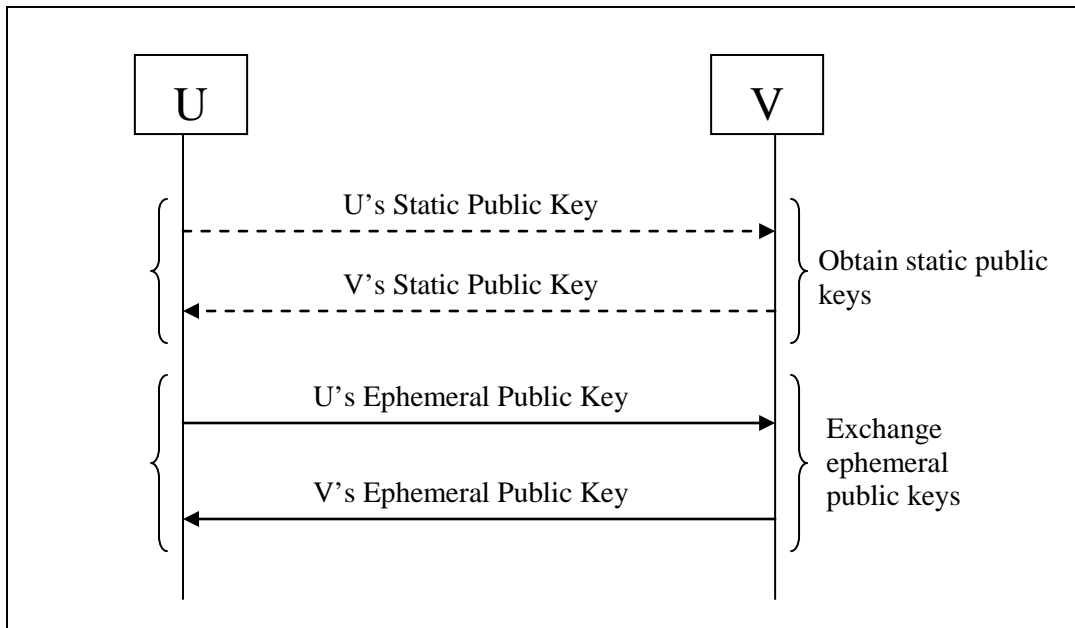 U
V
U’s Static Public Key
V’s Static Public Key
Obtain static public
keys
U’s Ephemeral Public Key
V’s Ephemeral Public Key
Exchange
ephemeral
public keys